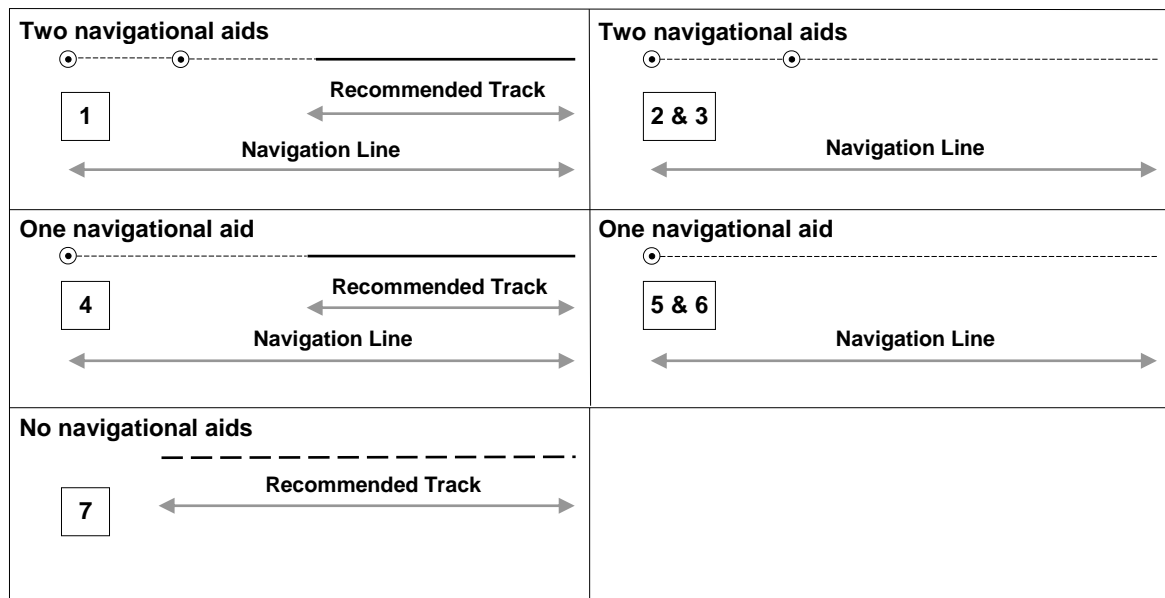 Two navigational aids
Recommended Track
1
Navigation Line
Two navigational aids
2 & 3
Navigation Line
One navigational aid
Recommended Track
4
Navigation Line
One navigational aid
5 & 6
Navigation Line
No navigational aids
Recommended Track
7